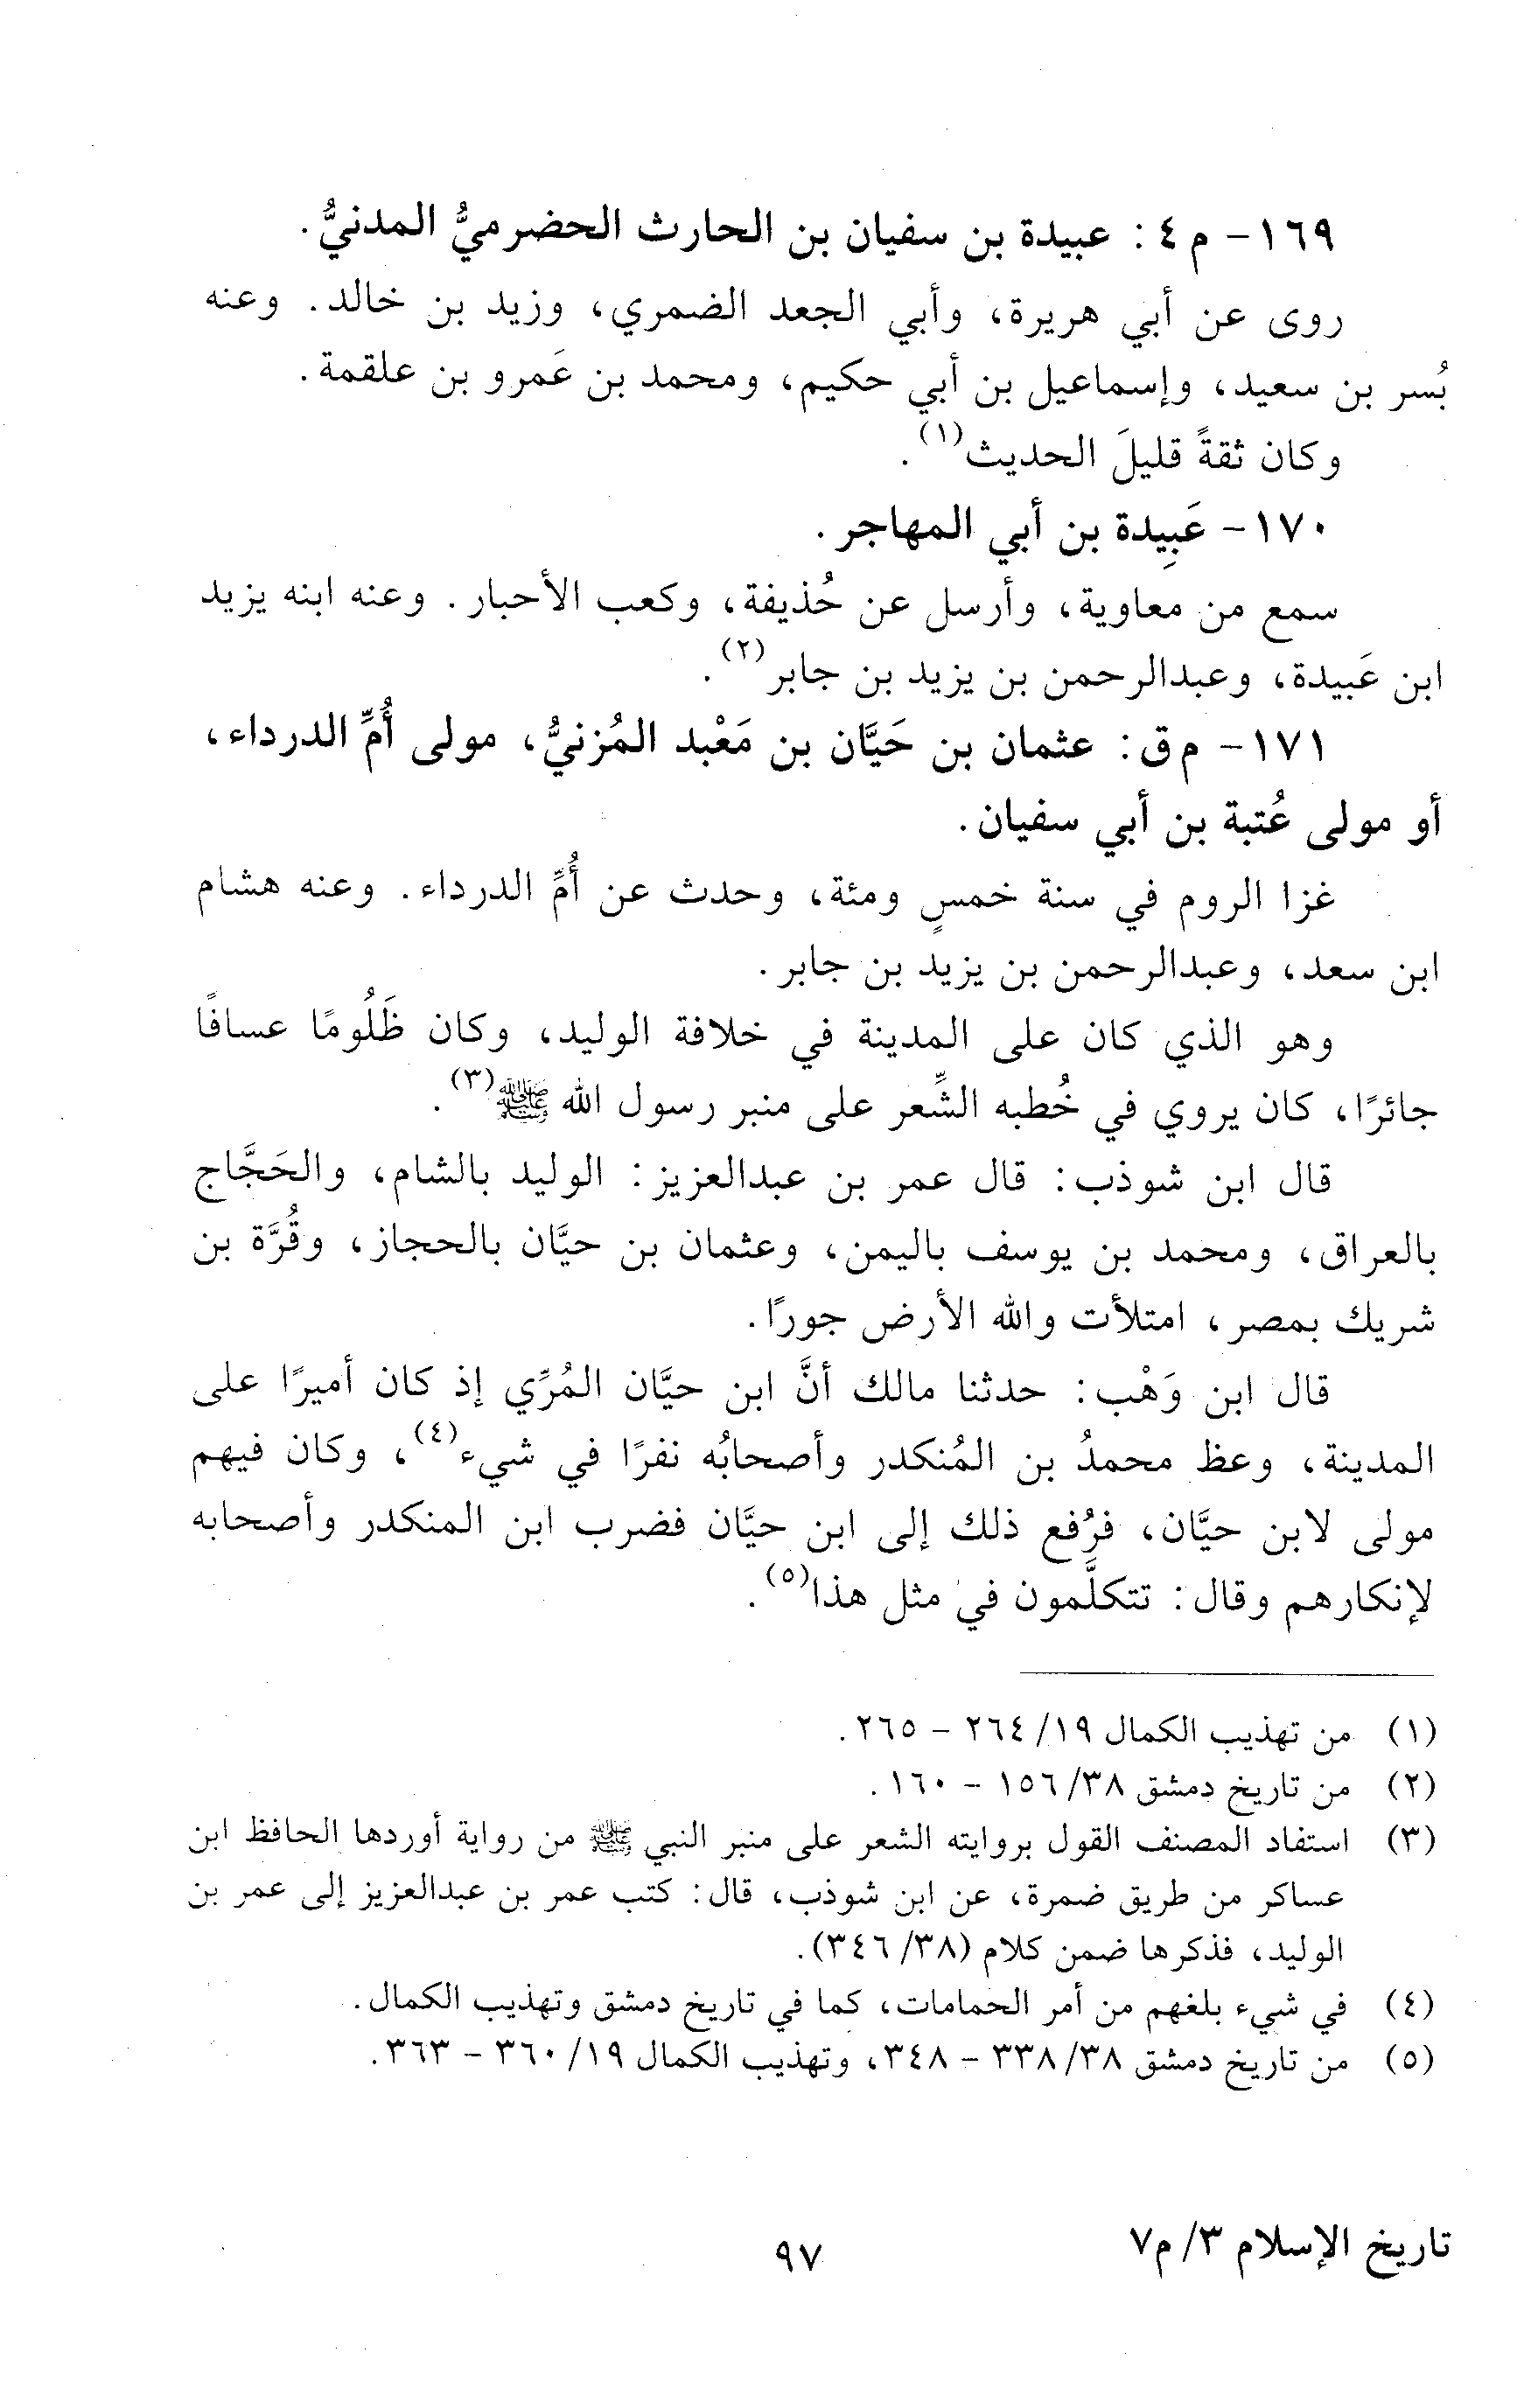 ١٦٩- م ٤: عبيدة بن سفيان بن الحارث الحضرميُّ المدنيُّ.
روى عن أبي هريرة، وأبي الجعد الضمري، وزيد بن خالد. وعنه
بُسر بن سعيد، وإسماعيل بن أبي حكيم، ومحمد بن عَمرو بن علقمة.
وكان ثقةً قليلَ الحديث(١).
١٧٠- عَبِيدة بن أبي المهاجر.
سمع من معاوية، وأرسل عن حُذيفة، وكعب الأحبار. وعنه ابنه يزيد
ابن عَبيدة، وعبدالرحمن بن يزيد بن جابر(٢).
١٧١- م ق: عثمان بن حَيَّان بن مَعْبد المُزنيُّ، مولى أُمِّ الدرداء،
أو مولى عُتبة بن أبي سفيان.
غزا الروم في سنة خمسٍ ومئة، وحدث عن أُمِّ الدرداء. وعنه هشام
ابن سعد، وعبدالرحمن بن يزيد بن جابر.
وهو الذي كان على المدينة في خلافة الوليد، وكان ظَلُومًا عسافًا
جائرًا، كان يروي في خُطبه الشِّعر على منبر رسول الله ﷺ(٣).
قال ابن شوذب: قال عمر بن عبدالعزيز: الوليد بالشام، والحَجَّاج
بالعراق، ومحمد بن يوسف باليمن، وعثمان بن حيَّان بالحجاز، وقُرَّة بن
شريك بمصر، امتلأت والله الأرض جورًا.
قال ابن وَهْب: حدثنا مالك أنَّ ابن حيَّان المُرِّي إذ كان أميرًا على
المدينة، وعظ محمدُ بن المُنكدر وأصحابُه نفرًا في شيء(٤)، وكان فيهم
مولى لابن حيَّان، فرُفع ذلك إلى ابن حيَّان فضرب ابن المنكدر وأصحابه
لإنكارهم وقال: تتكلَّمون في مثل هذا(٥).
(١) من تهذيب الكمال ١٩/ ٢٦٤ - ٢٦٥.
(٢) من تاريخ دمشق ٣٨/ ١٥٦ - ١٦٠.
(٣) استفاد المصنف القول بروايته الشعر على منبر النبي ﷺ من رواية أوردها الحافظ ابن
عساكر من طريق ضمرة، عن ابن شوذب، قال: كتب عمر بن عبدالعزيز إلى عمر بن
الوليد، فذكرها ضمن كلام (٣٨/ ٣٤٦).
(٤) في شيء بلغهم من أمر الحمامات، كما في تاريخ دمشق وتهذيب الكمال.
(٥) من تاريخ دمشق ٣٨/ ٣٣٨ - ٣٤٨، وتهذيب الكمال ١٩/ ٣٦٠ - ٣٦٣.
تاريخ الإسلام ٣/ م٧
٩٧